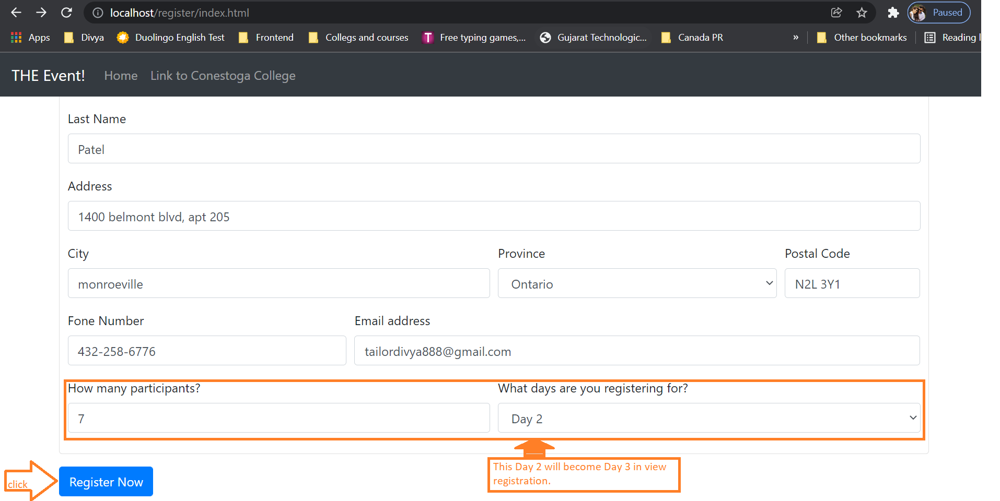 localhost/register/index.html Paused
Apps Divya Duolingo English Test Frontend Collegs and courses T Free typing games,... Gujarat Technologic... Canada PR » Other bookmarks Reading l
THE Event! Home Link to Conestoga College
Last Name
Patel
Address
1400 belmont blvd, apt 205
City Province Postal Code
monroeville Ontario N2L 3Y1
Fone Number Email address
432-258-6776 tailordivya888@gmail.com
How many participants? What days are you registering for?
7 Day 2
This Day 2 will become Day 3 in view
registration.
click Register Now